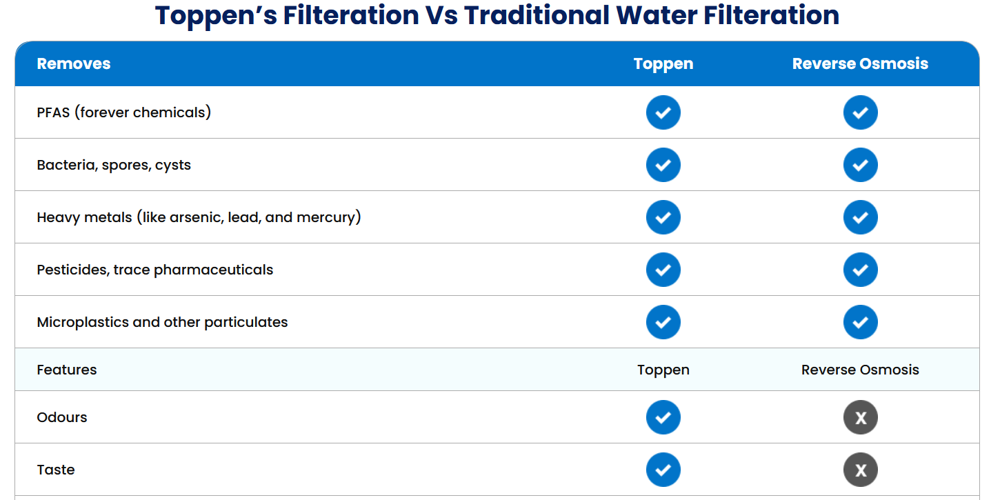 Toppen’s Filteration Vs Traditional Water Filteration
Removes Toppen Reverse Osmosis
PFAS (forever chemicals)
Bacteria, spores, cysts
Heavy metals (like arsenic, lead, and mercury)
Pesticides, trace pharmaceuticals
Microplastics and other particulates
Features Toppen Reverse Osmosis
Odours X
Taste X